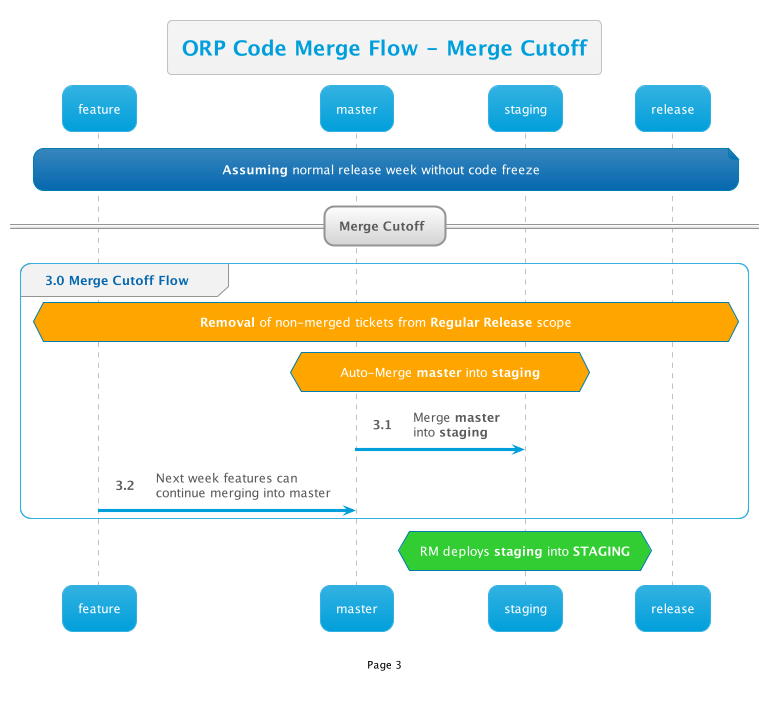 ORP Code Merge Flow - Merge Cutoff
feature master staging release
Assuming normal release week without code freeze
Merge Cutoff
3.0 Merge Cutoff Flow
Removal of non-merged tickets from Regular Release scope
Auto-Merge master into staging
3.1 Merge master
into staging
3.2 Next week features can
continue merging into master
RM deploys staging into STAGING
feature master staging release
Page 3